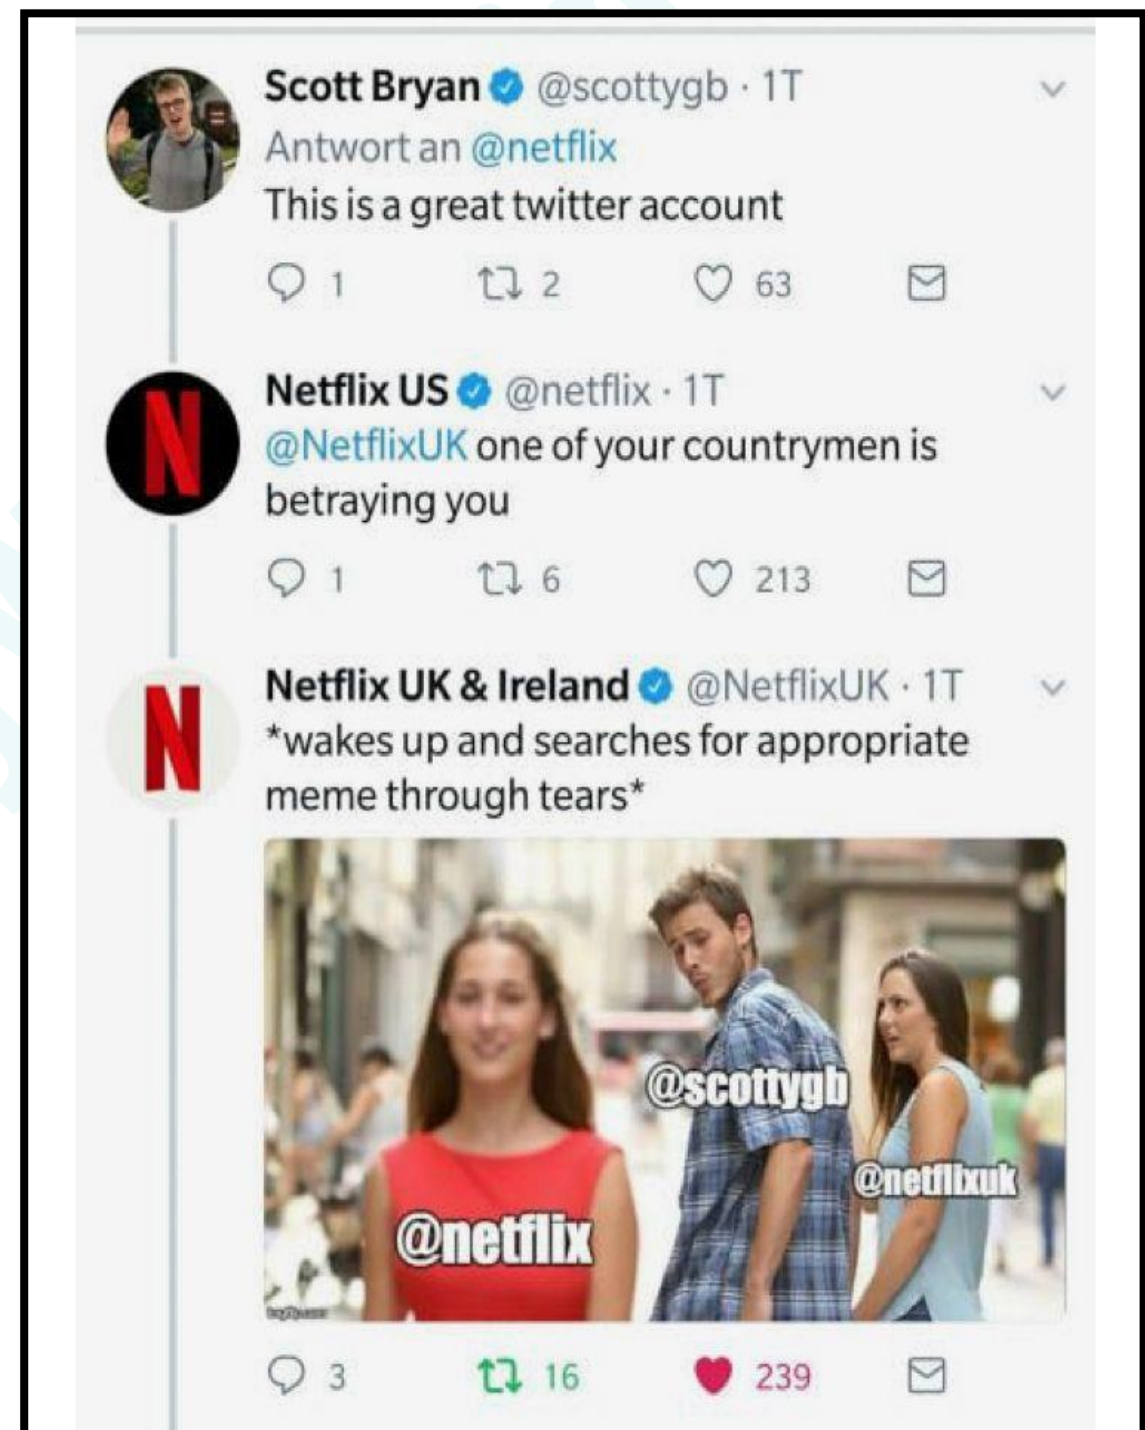 Scott Bryan @scottygb · 1T
Antwort an @netflix
This is a great twitter account
1 2 63
Netflix US @netflix · 1T
@NetflixUK one of your countrymen is
betraying you
1 6 213
Netflix UK & Ireland @NetflixUK · 1T
*wakes up and searches for appropriate
meme through tears*
@scottygb
@netflixuk
@netflix
imgflip.com
3 16 239